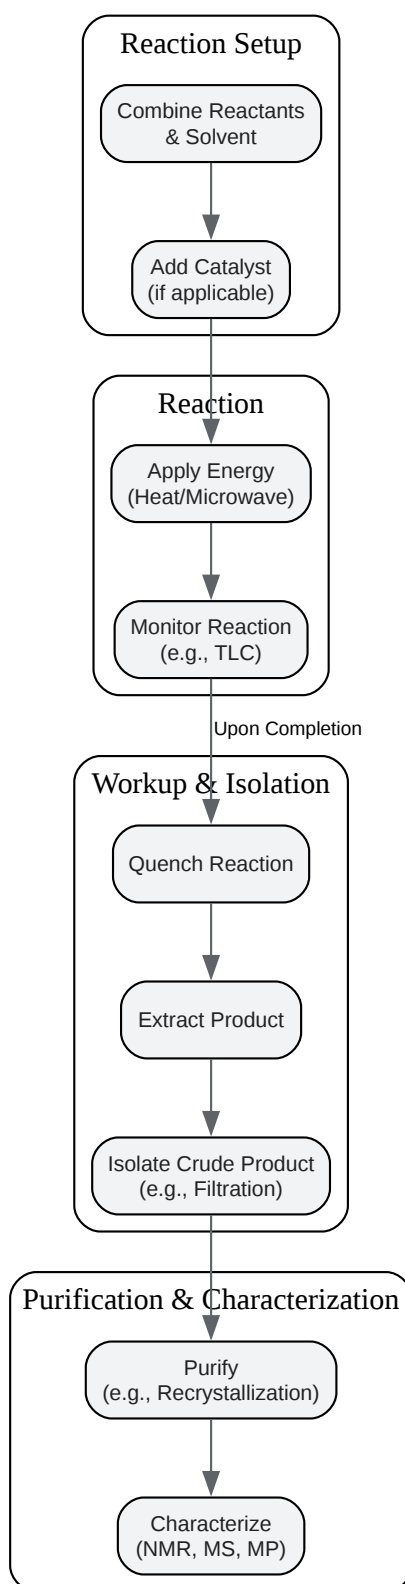 Reaction Setup
Combine Reactants
& Solvent
Add Catalyst
(if applicable)
Reaction
Apply Energy
(Heat/Microwave)
Monitor Reaction
(e.g., TLC)
Upon Completion
Workup & Isolation
Quench Reaction
Extract Product
Isolate Crude Product
(e.g., Filtration)
Purification & Characterization
Purify
(e.g., Recrystallization)
Characterize
(NMR, MS, MP)